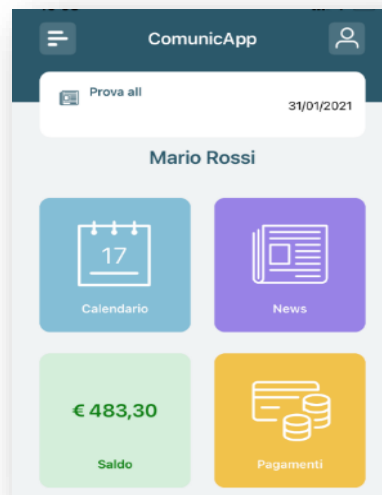 ComunicApp
Prova all
31/01/2021
Mario Rossi
17
Calendario
News
€ 483,30
Saldo
Pagamenti